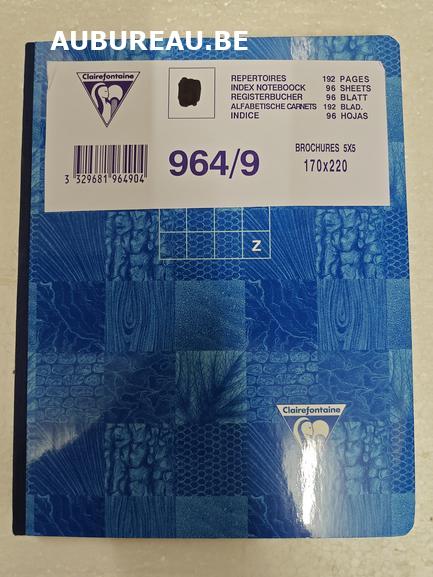 AUBUREAU.BE
Clairefontaine
REPERTOIRES 192 PAGES
INDEX NOTEBOOCK 96 SHEETS
REGISTERBUCHER 96 BLATT
ALFABETISCHE CARNETS 192 BLAD.
INDICE 96 HOJAS
3 329681 964904
964/9
BROCHURES 5X5
170x220
Z
Clairefontaine